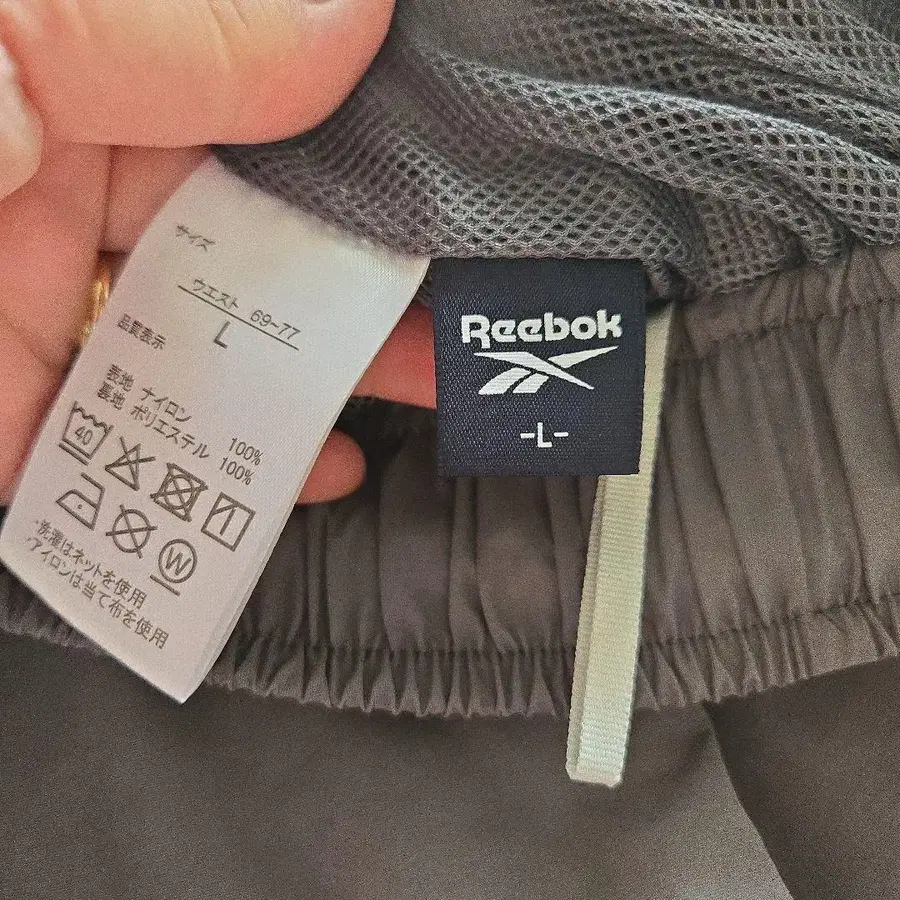 サイズ
ウエスト 69~77
L
品質表示
表地 ナイロン 100%
裏地 ポリエステル 100%
40
W
・洗濯はネットを使用
・アイロンは当て布を使用
Reebok
-L-